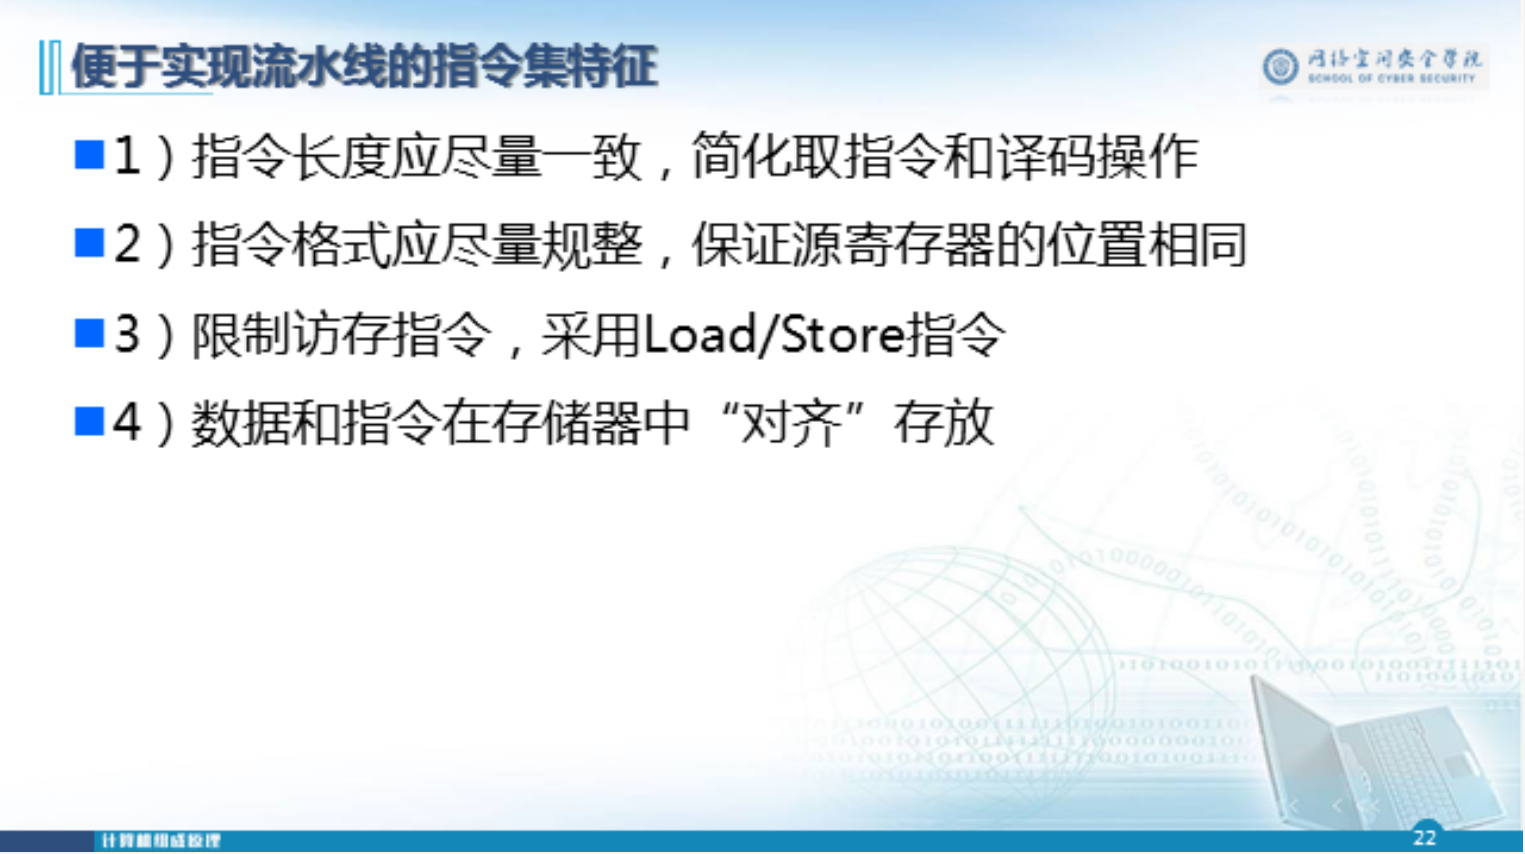 便于实现流水线的指令集特征
网络空间安全学院
SCHOOL OF CYBER SECURITY
1）指令长度应尽量一致，简化取指令和译码操作
2）指令格式应尽量规整，保证源寄存器的位置相同
3）限制访存指令，采用Load/Store指令
4）数据和指令在存储器中“对齐”存放
计算机组成原理
22